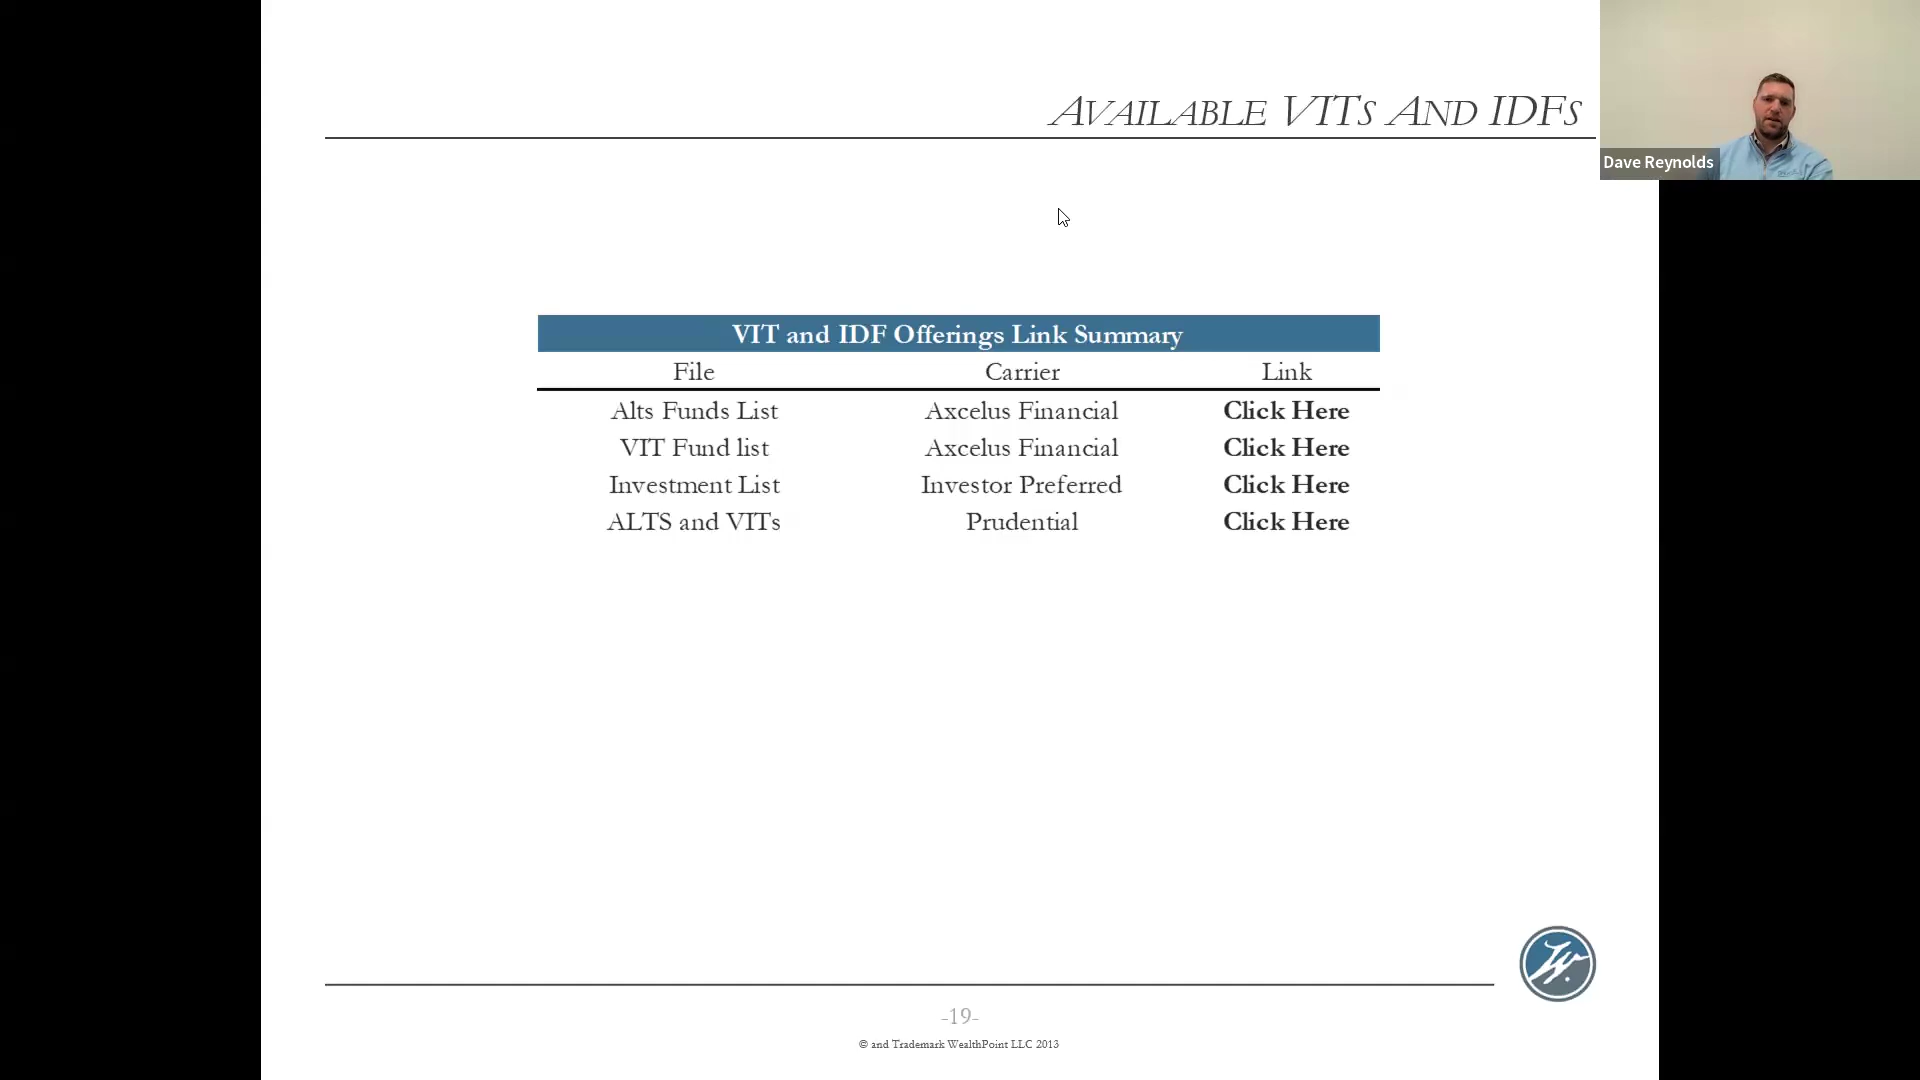 AVAILABLE VITS AND IDFS
Dave Reynolds
VIT and IDF Offerings Link Summary
File Carrier Link
Alts Funds List Axcelus Financial Click Here
VIT Fund list Axcelus Financial Click Here
Investment List Investor Preferred Click Here
ALTS and VITs Prudential Click Here
-19-
© and Trademark WealthPoint LLC 2013